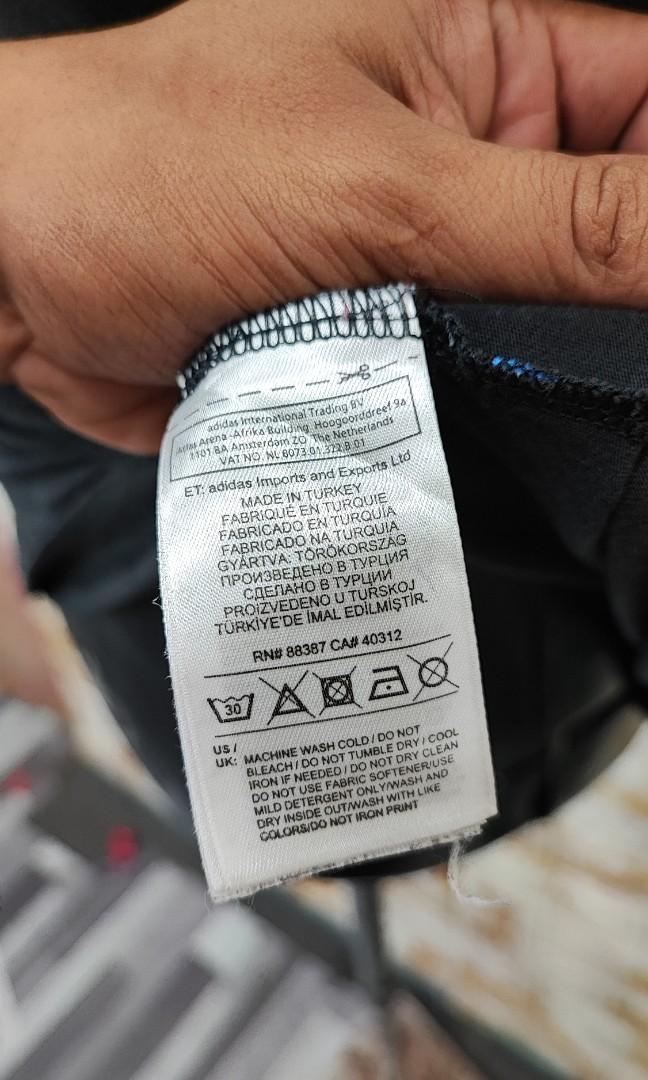 adidas International Trading BV
Atlas Arena -Afrika Building Hoogoorddreef 9a
1101 BA Amsterdam ZO The Netherlands
VAT NO. NL 8073.01.322.B.01
ET: adidas Imports and Exports Ltd
MADE IN TURKEY
FABRIQUÉ EN TURQUIE
FABRICADO EN TURQUÍA
FABRICADO NA TURQUIA
GYÁRTVA: TÖRÖKORSZÁG
ПРОИЗВЕДЕНО В ТУРЦИЯ
СДЕЛАНО В ТУРЦИИ
PROIZVEDENO U TURSKOJ
TÜRKİYE'DE İMAL EDİLMİŞTİR.
RN# 88387 CA# 40312
30
US / UK: MACHINE WASH COLD / DO NOT
BLEACH / DO NOT TUMBLE DRY / COOL
IRON IF NEEDED / DO NOT DRY CLEAN
DO NOT USE FABRIC SOFTENER/USE
MILD DETERGENT ONLY/WASH AND
DRY INSIDE OUT/WASH WITH LIKE
COLORS/DO NOT IRON PRINT